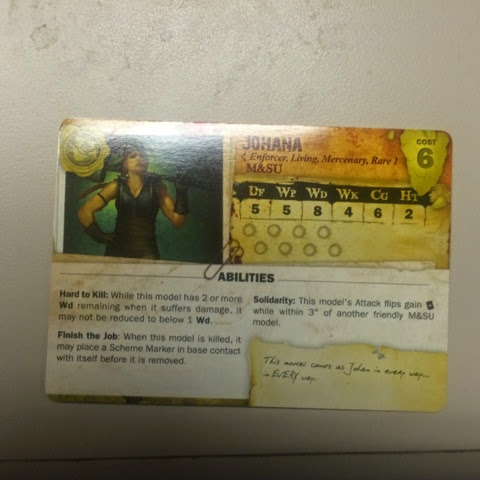 JOHANA
COST
6
Enforcer, Living, Mercenary, Rare 1
M&SU
DF WP WD WK CG HT
5 5 8 4 6 2
ABILITIES
Hard to Kill: While this model has 2 or more
Wd remaining when it suffers damage, it
may not be reduced to below 1 Wd.
Finish the Job: When this model is killed, it
may place a Scheme Marker in base contact
with itself before it is removed.
Solidarity: This model's Attack flips gain
while within 3" of another friendly M&SU
model.
This model counts as Johan in every way...
in EVERY way.